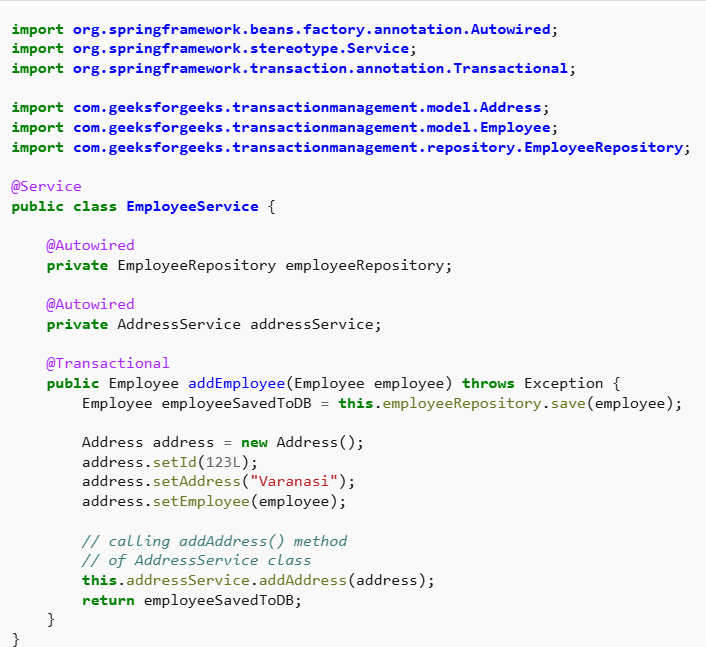 import org.springframework.beans.factory.annotation.Autowired;
import org.springframework.stereotype.Service;
import org.springframework.transaction.annotation.Transactional;

import com.geeksforgeeks.transactionmanagement.model.Address;
import com.geeksforgeeks.transactionmanagement.model.Employee;
import com.geeksforgeeks.transactionmanagement.repository.EmployeeRepository;

@Service
public class EmployeeService {

    @Autowired
    private EmployeeRepository employeeRepository;

    @Autowired
    private AddressService addressService;

    @Transactional
    public Employee addEmployee(Employee employee) throws Exception {
        Employee employeeSavedToDB = this.employeeRepository.save(employee);

        Address address = new Address();
        address.setId(123L);
        address.setAddress("Varanasi");
        address.setEmployee(employee);

        // calling addAddress() method
        // of AddressService class
        this.addressService.addAddress(address);
        return employeeSavedToDB;
    }
}